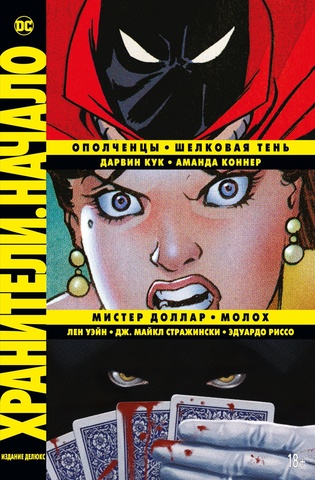 DC
ХРАНИТЕЛИ. НАЧАЛО
ИЗДАНИЕ ДЕЛЮКС
ОПОЛЧЕНЦЫ • ШЕЛКОВАЯ ТЕНЬ
ДАРВИН КУК • АМАНДА КОННЕР
МИСТЕР ДОЛЛАР • МОЛОХ
ЛЕН УЭЙН • ДЖ. МАЙКЛ СТРАЖИНСКИ • ЭДУАРДО РИССО
18+